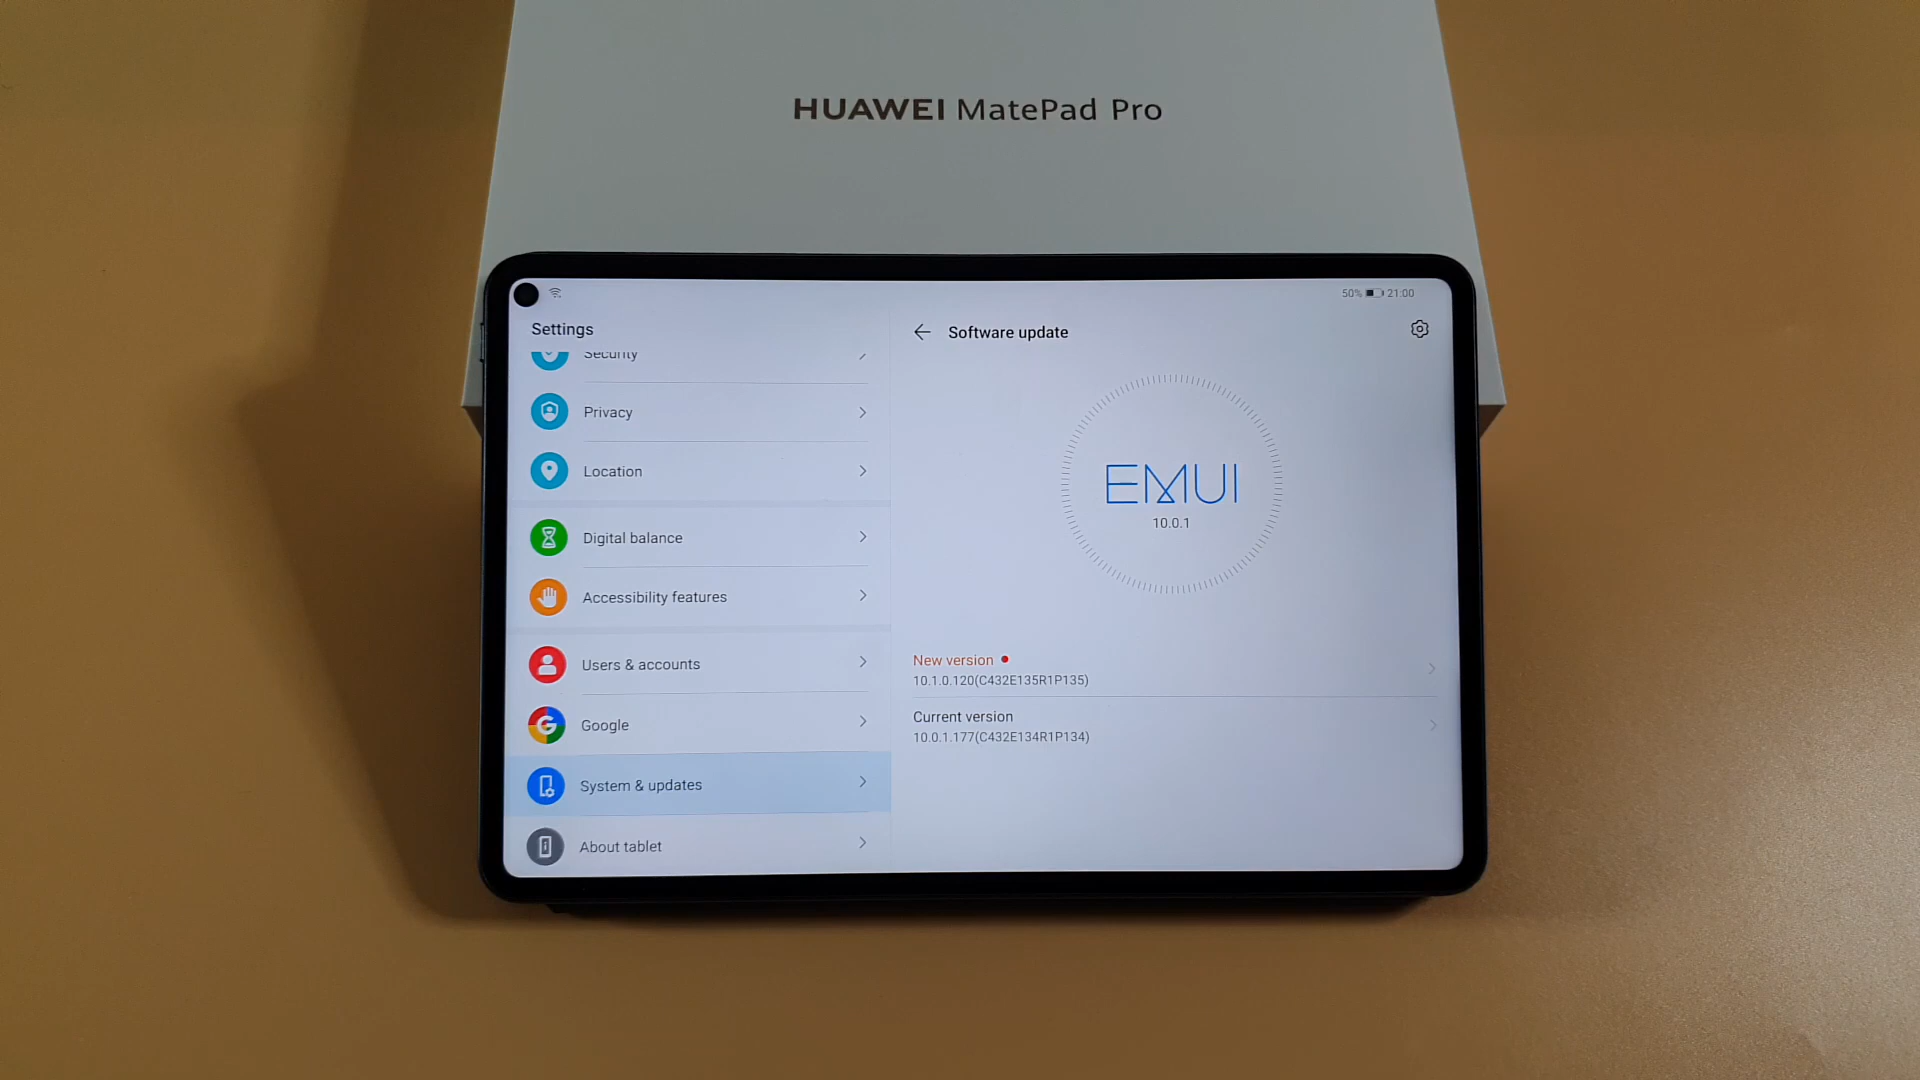 HUAWEI MatePad Pro
50% 21:00
Settings
Security
Privacy
Location
Digital balance
Accessibility features
Users & accounts
Google
System & updates
About tablet
Software update
EMUI
10.0.1
New version
10.1.0.120(C432E135R1P135)
Current version
10.0.1.177(C432E134R1P134)